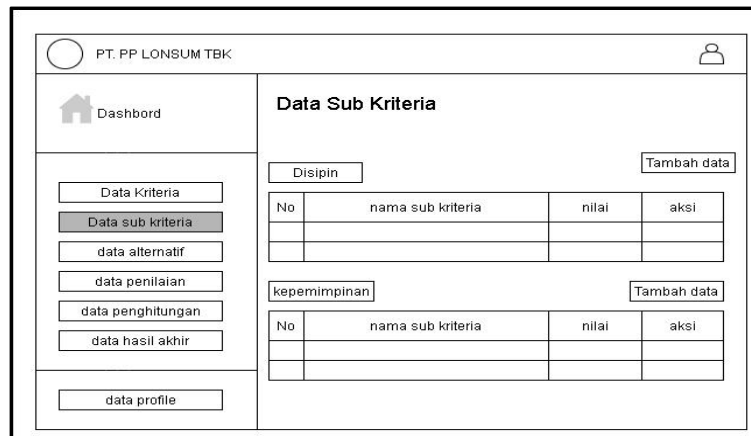 PT. PP LONSUM TBK
Dashbord
Data Kriteria
Data sub kriteria
data alternatif
data penilaian
data penghitungan
data hasil akhir
data profile
Data Sub Kriteria
Disipin
Tambah data
No nama sub kriteria nilai aksi
kepemimpinan
Tambah data
No nama sub kriteria nilai aksi